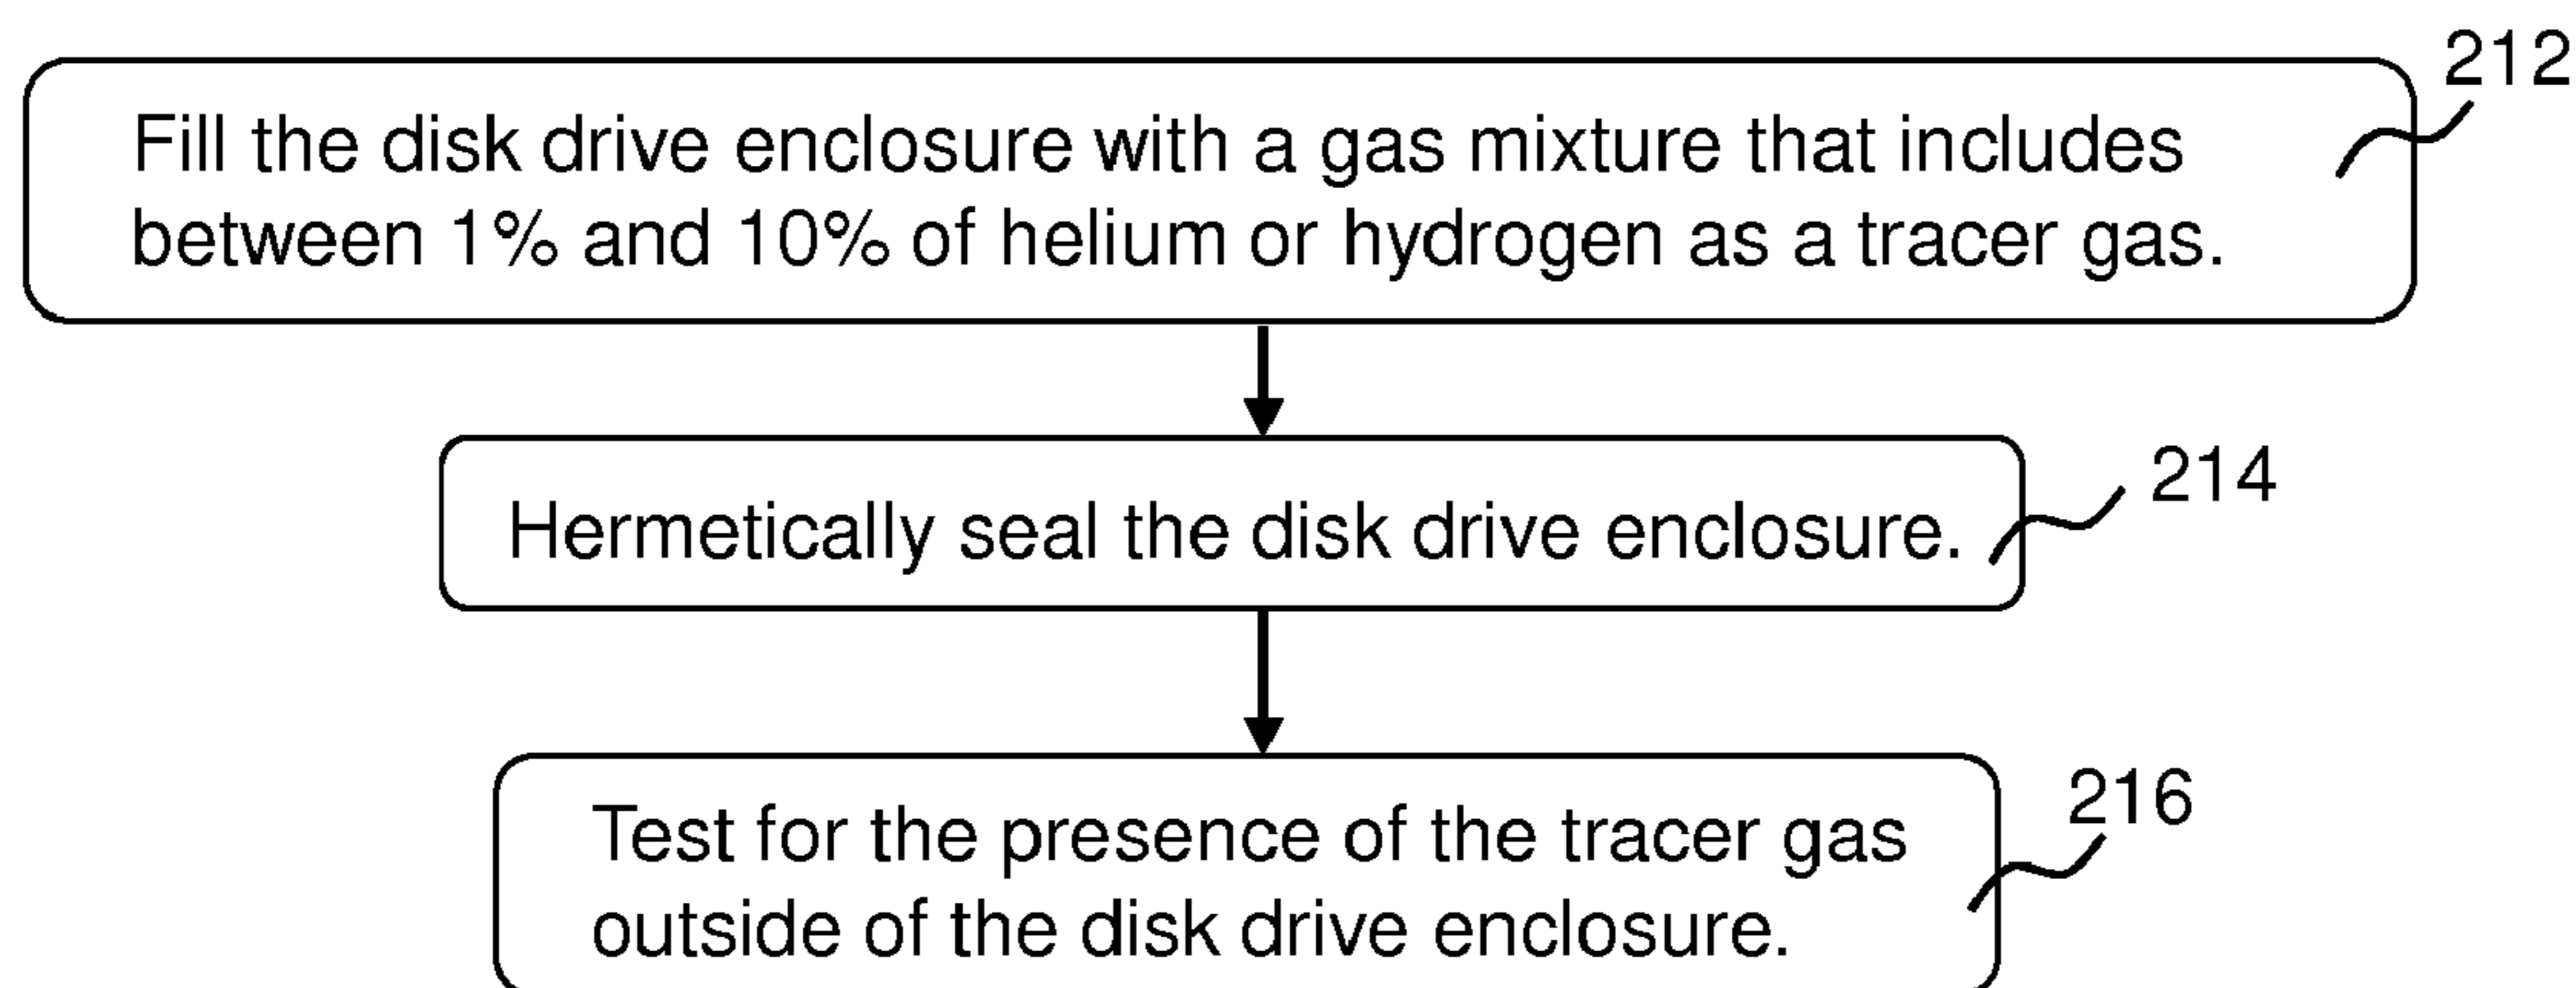 212
Fill the disk drive enclosure with a gas mixture that includes
between 1% and 10% of helium or hydrogen as a tracer gas.
214
Hermetically seal the disk drive enclosure.
216
Test for the presence of the tracer gas
outside of the disk drive enclosure.